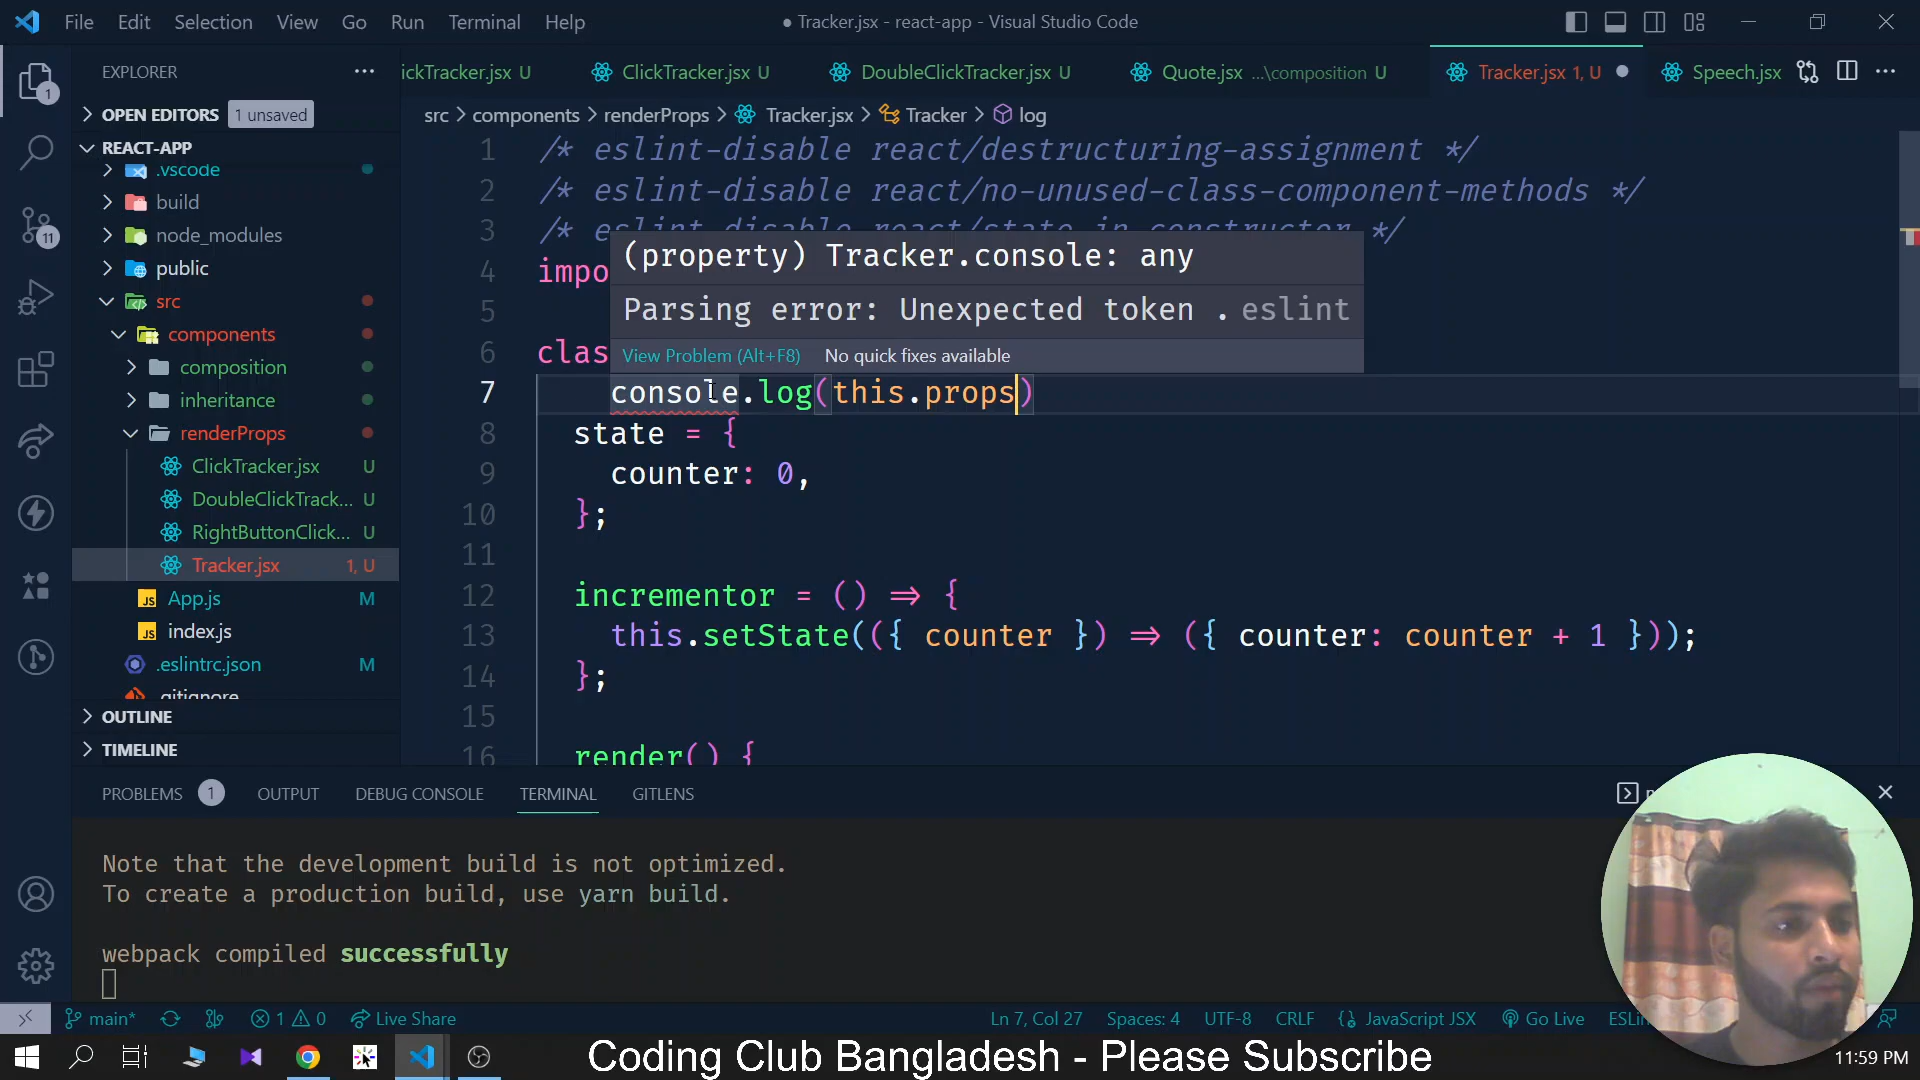 File Edit Selection View Go Run Terminal Help
● Tracker.jsx - react-app - Visual Studio Code
EXPLORER
ickTracker.jsx U
ClickTracker.jsx U
DoubleClickTracker.jsx U
Quote.jsx ...\composition U
Tracker.jsx 1, U
Speech.jsx
OPEN EDITORS 1 unsaved
src > components > renderProps > Tracker.jsx > Tracker > log
REACT-APP
.vscode
build
node_modules
public
src
components
composition
inheritance
renderProps
ClickTracker.jsx U
DoubleClickTrack... U
RightButtonClick... U
Tracker.jsx 1, U
App.js M
index.js
.eslintrc.json M
.gitignore
OUTLINE
TIMELINE
1 /* eslint-disable react/destructuring-assignment */
2 /* eslint-disable react/no-unused-class-component-methods */
3 /* eslint-disable react/state-in-constructor */
4 impo
5
6 clas
(property) Tracker.console: any
Parsing error: Unexpected token . eslint
View Problem (Alt+F8) No quick fixes available
7 console.log(this.props)
8 state = {
9 counter: 0,
10 };
11
12 incrementor = () => {
13 this.setState(({ counter }) => ({ counter: counter + 1 }));
14 };
15
16 render() {
PROBLEMS 1 OUTPUT DEBUG CONSOLE TERMINAL GITLENS
Note that the development build is not optimized.
To create a production build, use yarn build.
webpack compiled successfully
main* 1 0 Live Share
Ln 7, Col 27 Spaces: 4 UTF-8 CRLF JavaScript JSX Go Live
1
11
Coding Club Bangladesh - Please Subscribe
11:59 PM